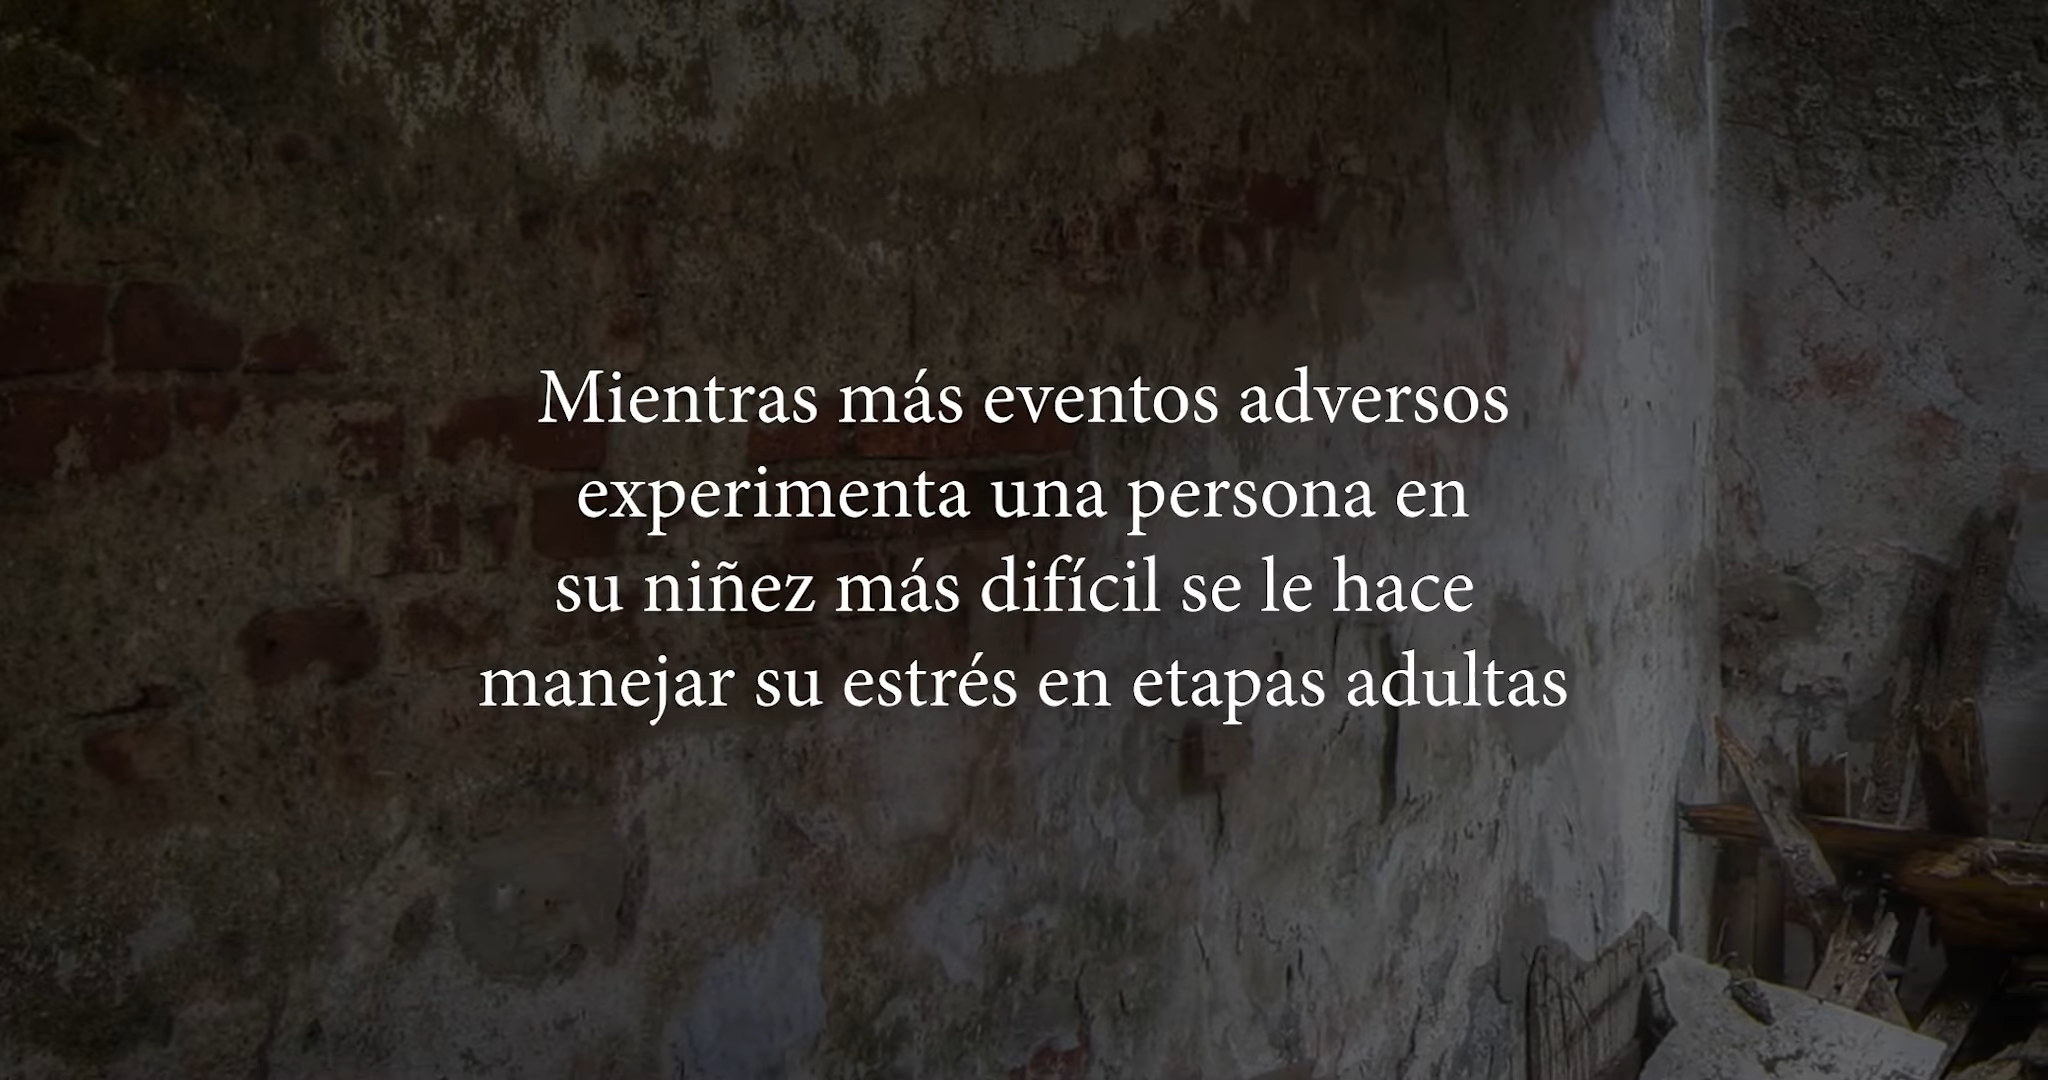 Mientras más eventos adversos
experimenta una persona en
su niñez más difícil se le hace
manejar su estrés en etapas adultas